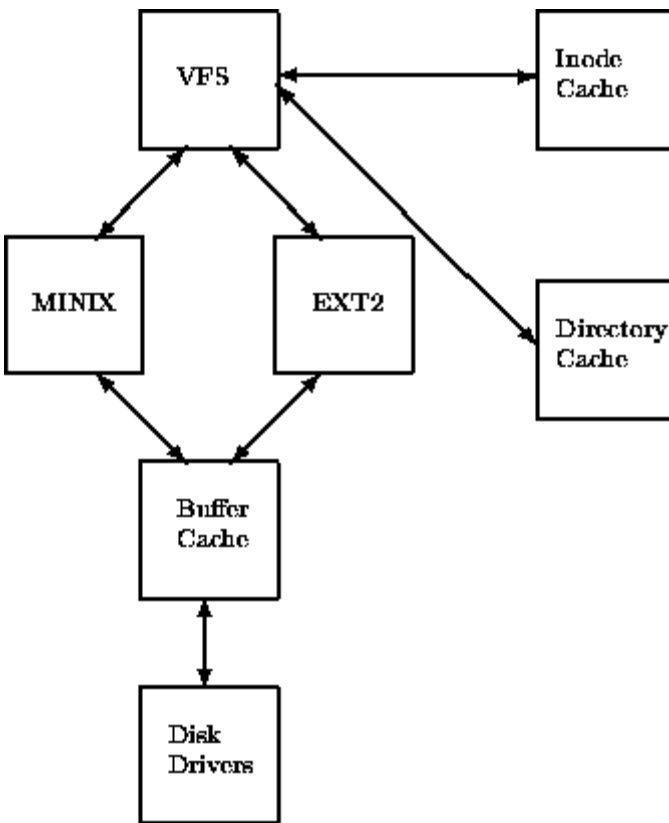 VFS
Inode
Cache
MINIX
EXT2
Directory
Cache
Buffer
Cache
Disk
Drivers